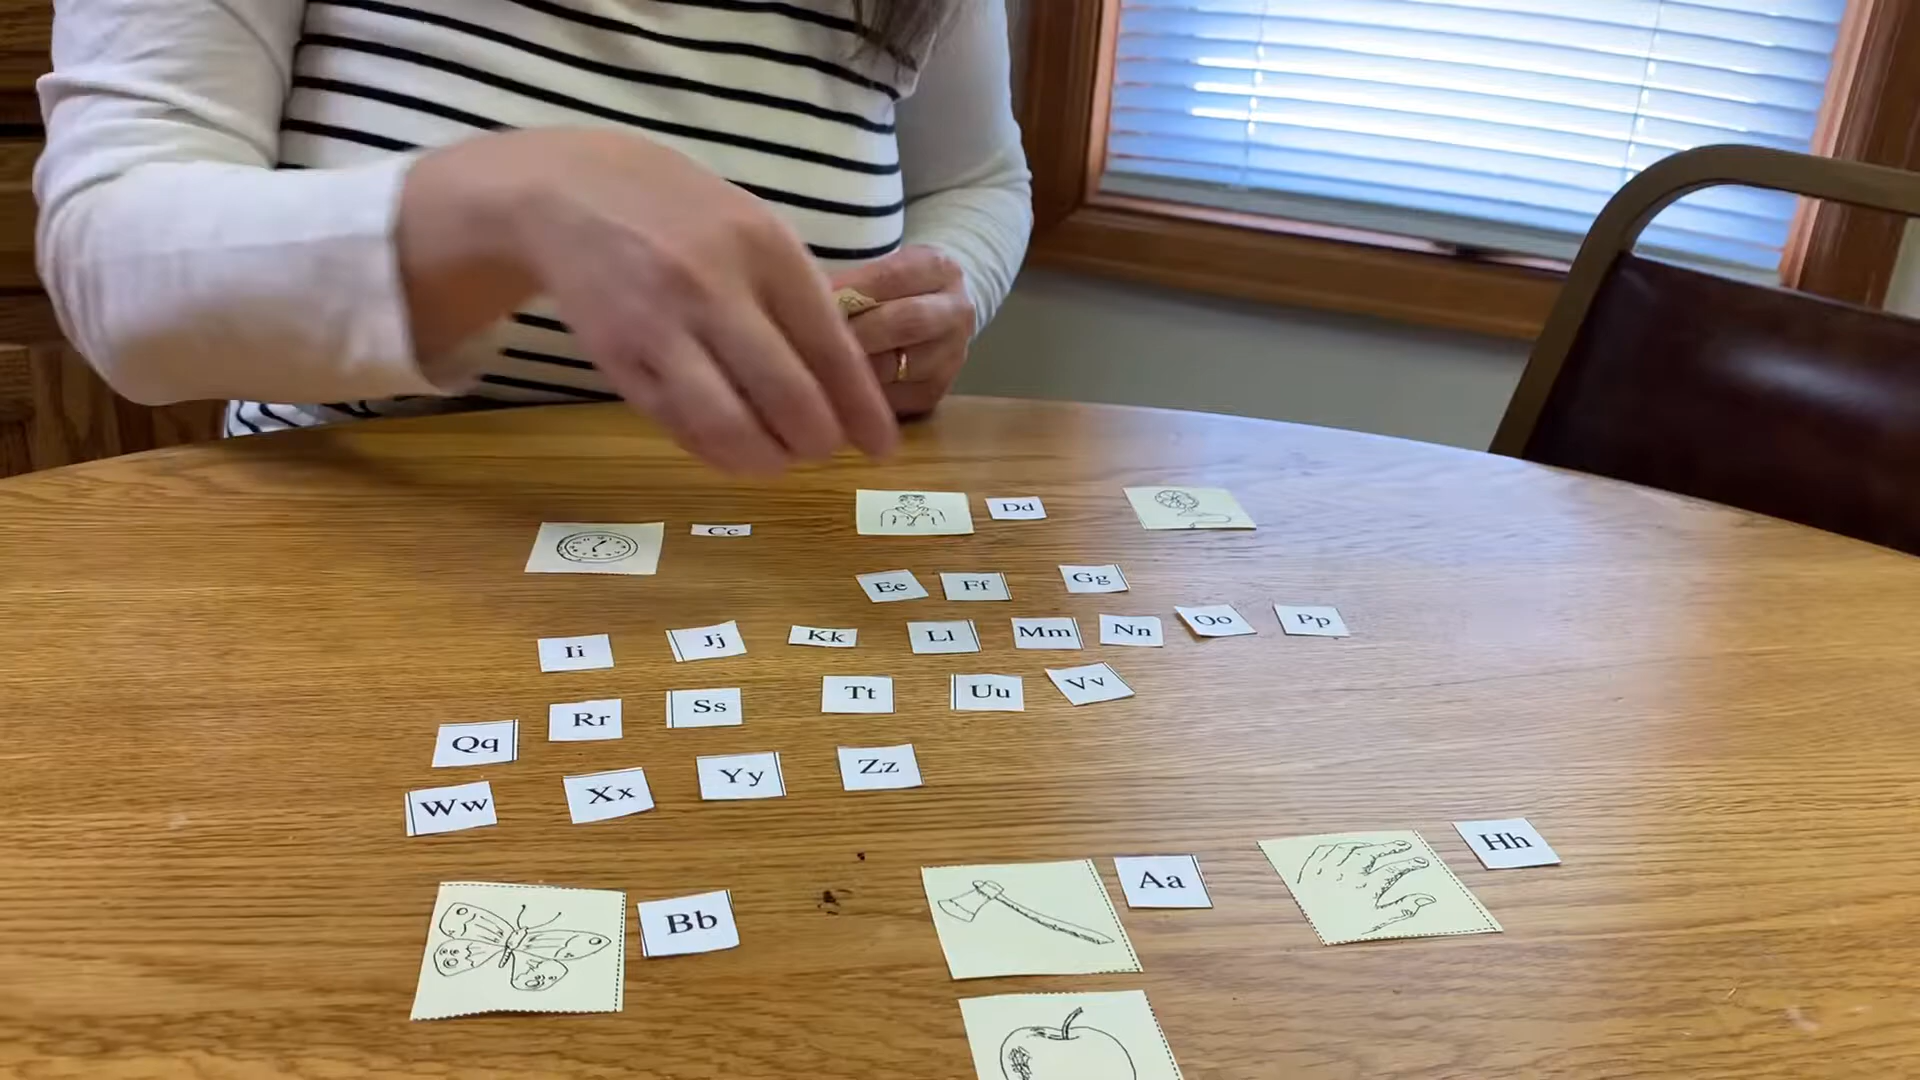 Cc
Dd
Ee Ff Gg
Ii Jj Kk Ll Mm Nn Oo Pp
Qq Rr Ss Tt Uu Vv
Ww Xx Yy Zz
Bb Aa Hh